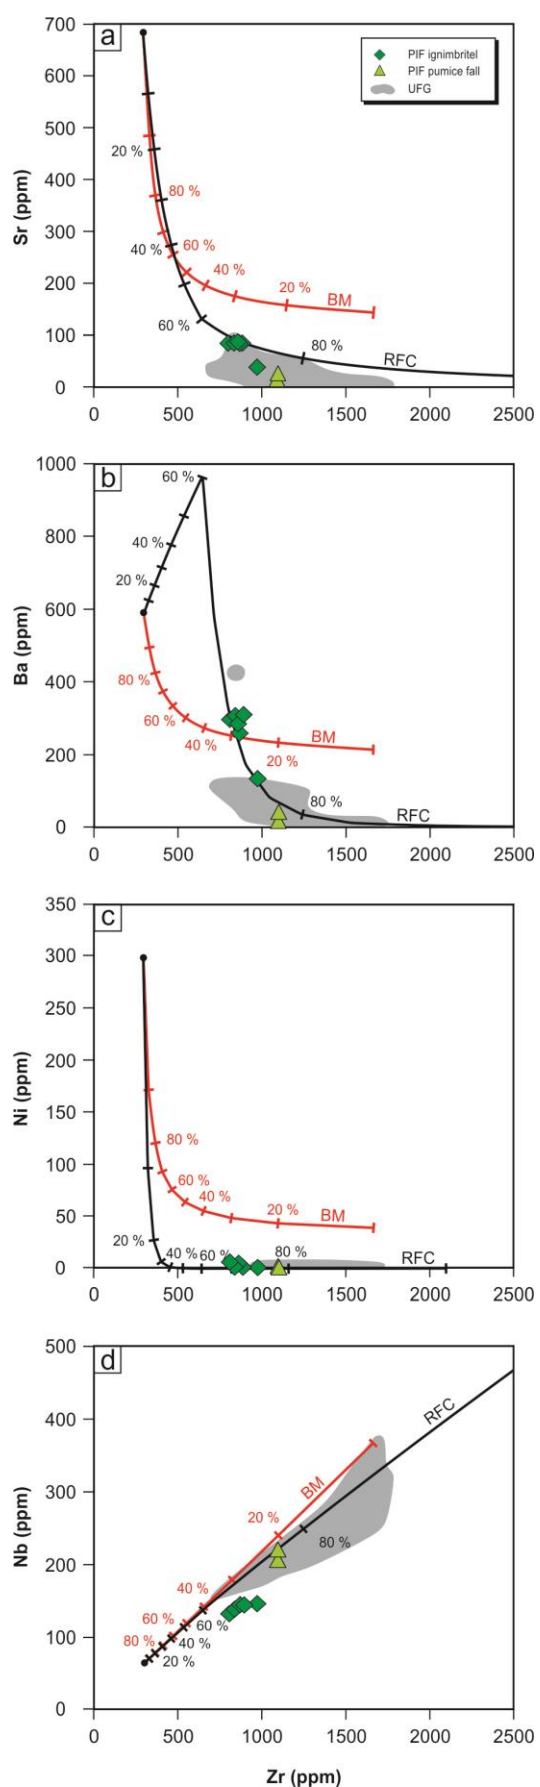 a
PIF ignimbritel
PIF pumice fall
UFG
700
600
500
400
300
200
100
0
Sr (ppm)
20 %
80 %
40 %
60 %
40 %
20 %
BM
60 %
80 %
RFC
0 500 1000 1500 2000 2500
b
1000
800
600
400
200
0
Ba (ppm)
60 %
40 %
20 %
80 %
60 %
40 %
BM
20 %
80 %
RFC
0 500 1000 1500 2000 2500
c
350
300
250
200
150
100
50
0
Ni (ppm)
80 %
60 %
40 %
20 %
BM
20 %
40 %
60 %
80 %
RFC
0 500 1000 1500 2000 2500
d
500
400
300
200
100
0
Nb (ppm)
RFC
BM
20 %
80 %
40 %
60 %
60 %
80 %
40 %
20 %
0 500 1000 1500 2000 2500
Zr (ppm)